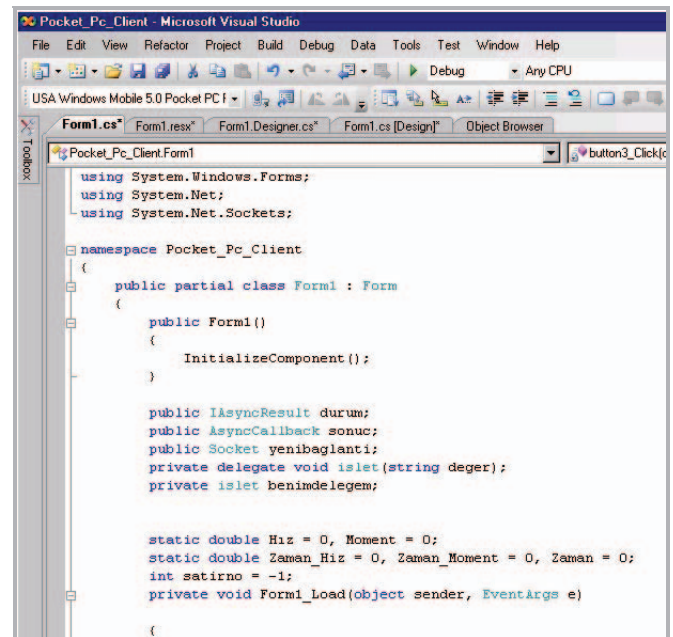 Pocket_Pc_Client - Microsoft Visual Studio
File Edit View Refactor Project Build Debug Data Tools Test Window Help
Debug Any CPU
USA Windows Mobile 5.0 Pocket PC F
Form1.cs* Form1.resx* Form1.Designer.cs* Form1.cs [Design]* Object Browser
Toolbox
Pocket_Pc_Client.Form1 button3_Click(c
using System.Windows.Forms;
using System.Net;
using System.Net.Sockets;
namespace Pocket_Pc_Client
{
public partial class Form1 : Form
{
public Form1()
{
InitializeComponent();
}
public IAsyncResult durum;
public AsyncCallback sonuc;
public Socket yenibaglanti;
private delegate void islet(string deger);
private islet benimdelegem;
static double Hız = 0, Moment = 0;
static double Zaman_Hiz = 0, Zaman_Moment = 0, Zaman = 0;
int satirno = -1;
private void Form1_Load(object sender, EventArgs e)
{